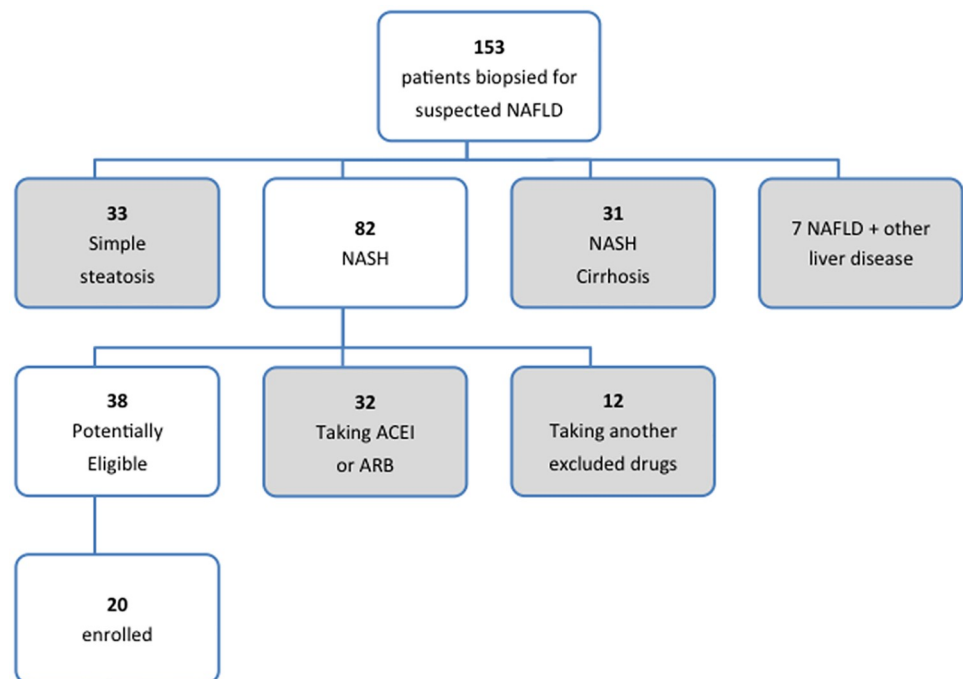 153
patients biopsied for
suspected NAFLD
33
Simple
steatosis
82
NASH
31
NASH
Cirrhosis
7 NAFLD + other
liver disease
38
Potentially
Eligible
32
Taking ACEI
or ARB
12
Taking another
excluded drugs
20
enrolled